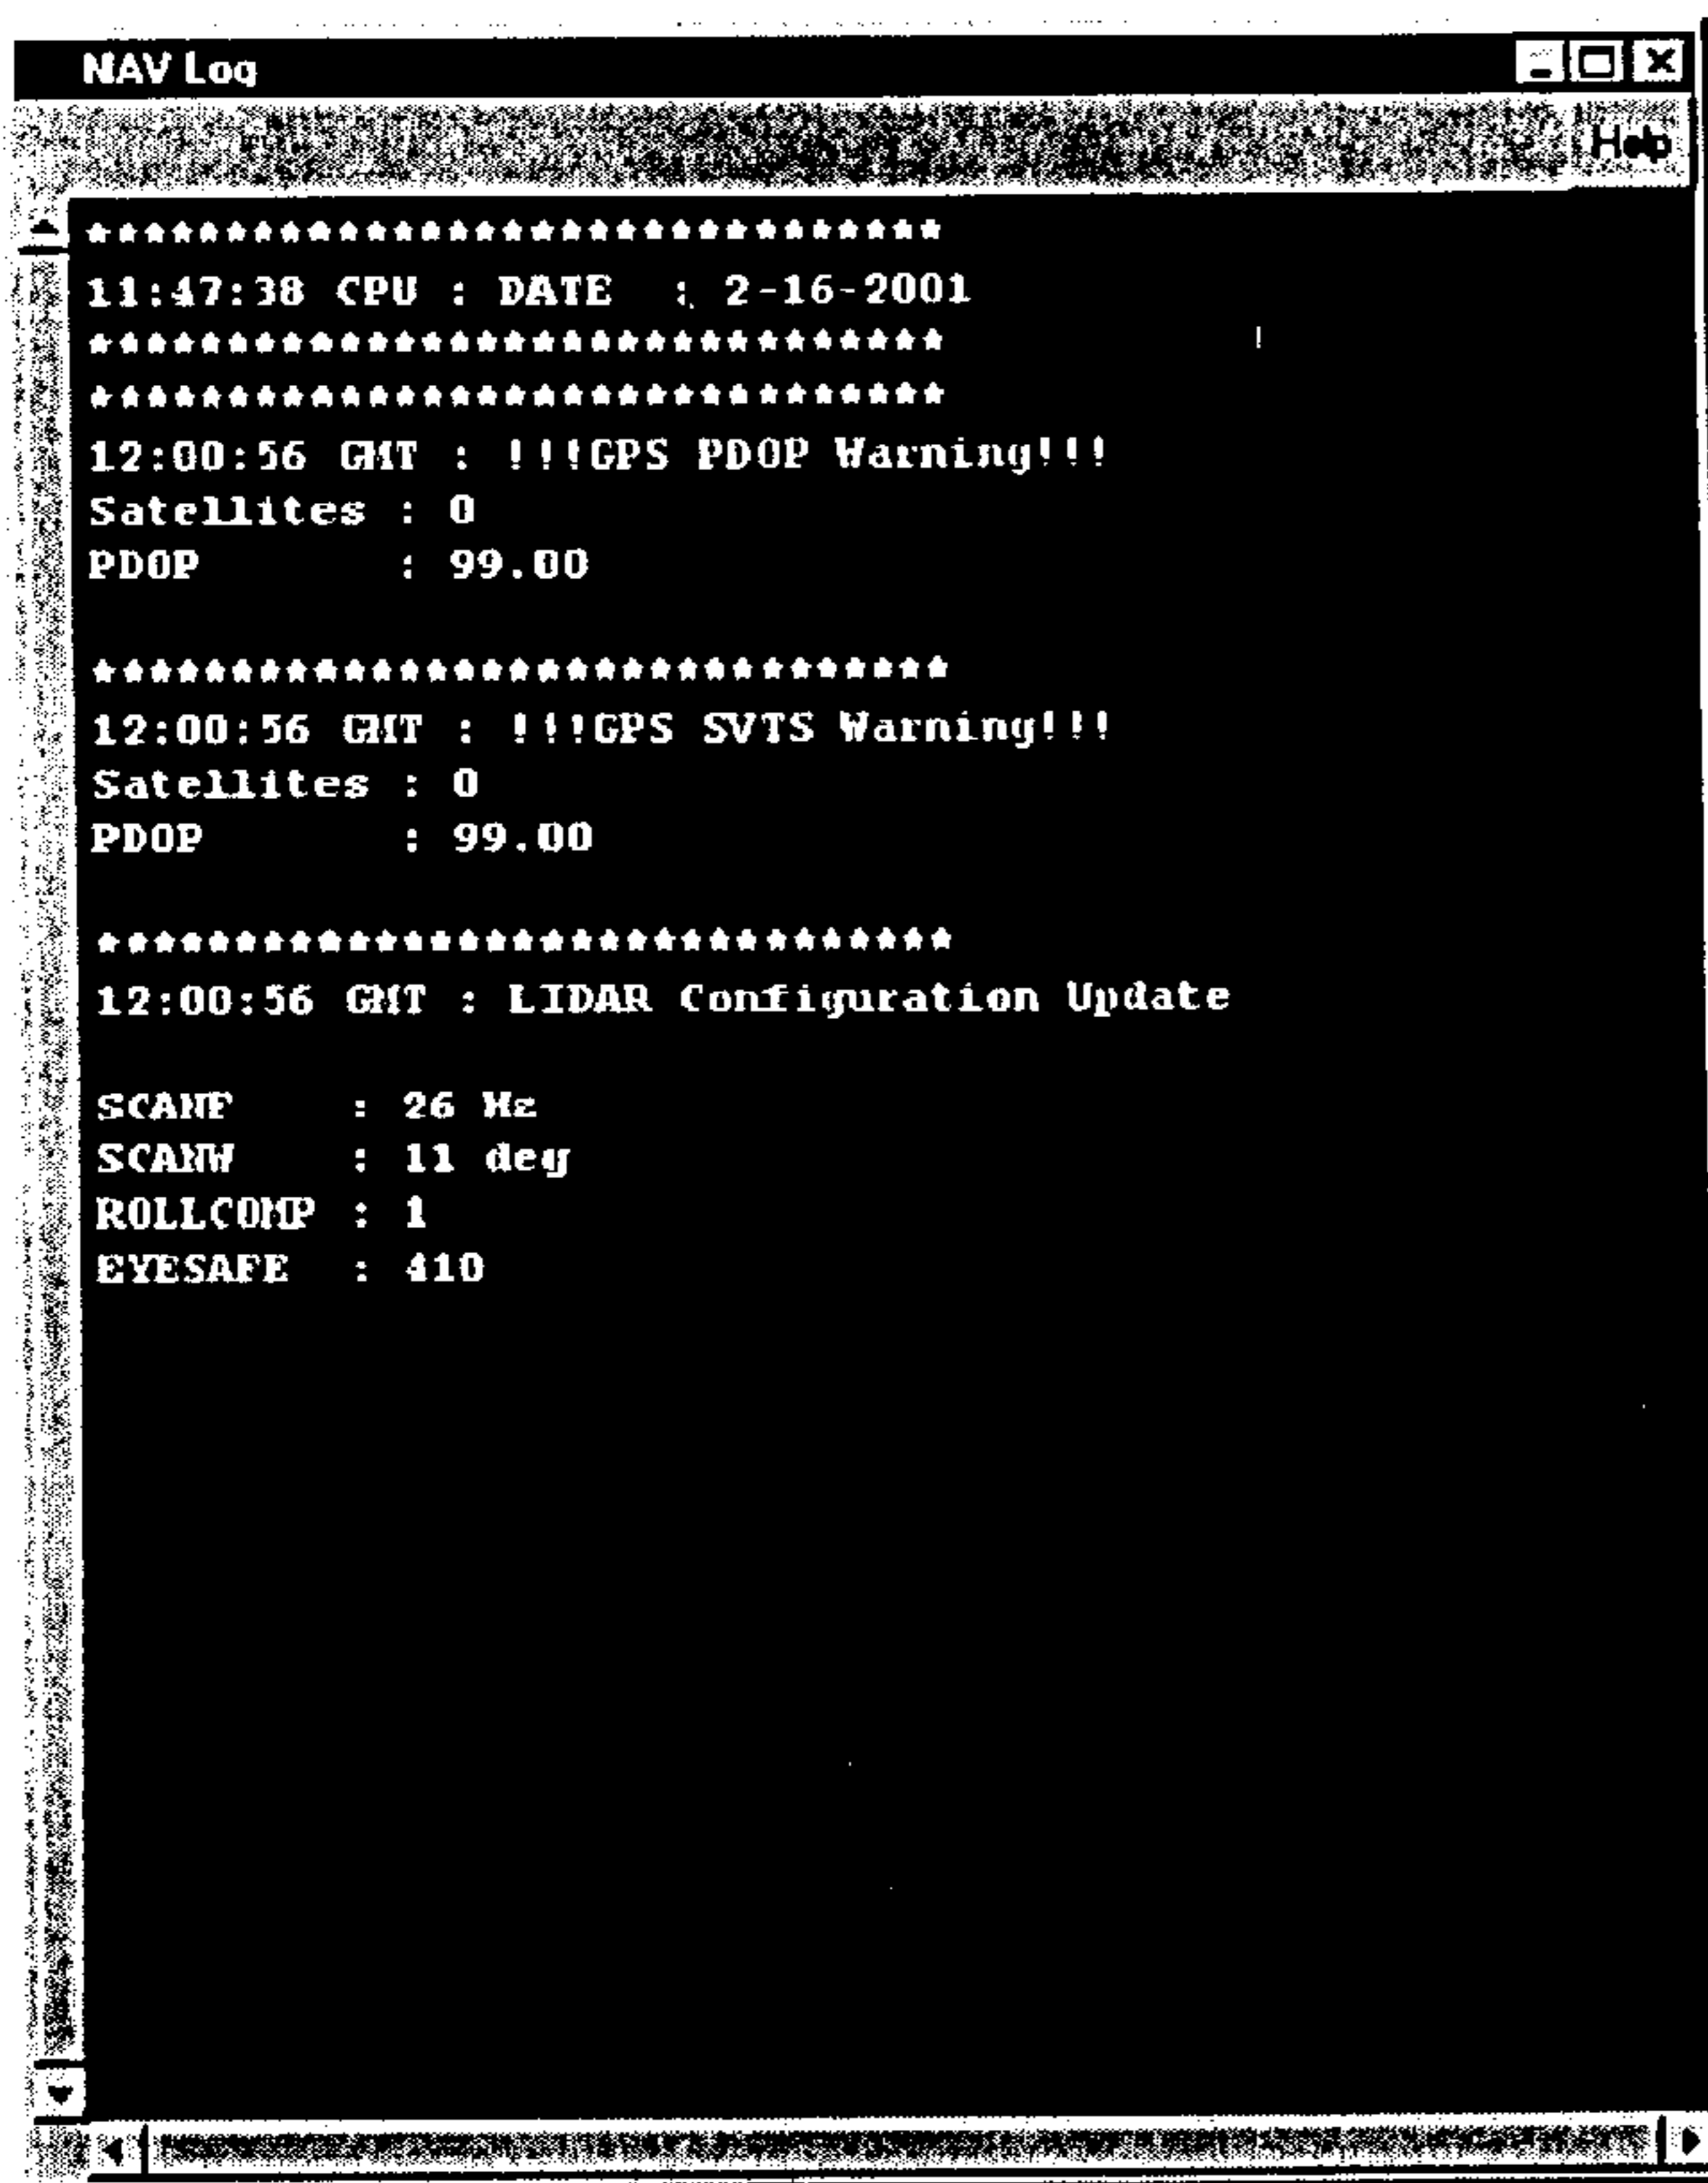 NAV Log
Help
*******************************
11:47:38 CPU : DATE  : 2-16-2001
*******************************
*******************************
12:00:56 GMT : !!!GPS PDOP Warning!!!
Satellites : 0
PDOP       : 99.00
*******************************
12:00:56 GMT : !!!GPS SVTS Warning!!!
Satellites : 0
PDOP       : 99.00
*******************************
12:00:56 GMT : LIDAR Configuration Update
SCANF    : 26 Hz
SCANW    : 11 deg
ROLLCOMP : 1
EYESAFE  : 410